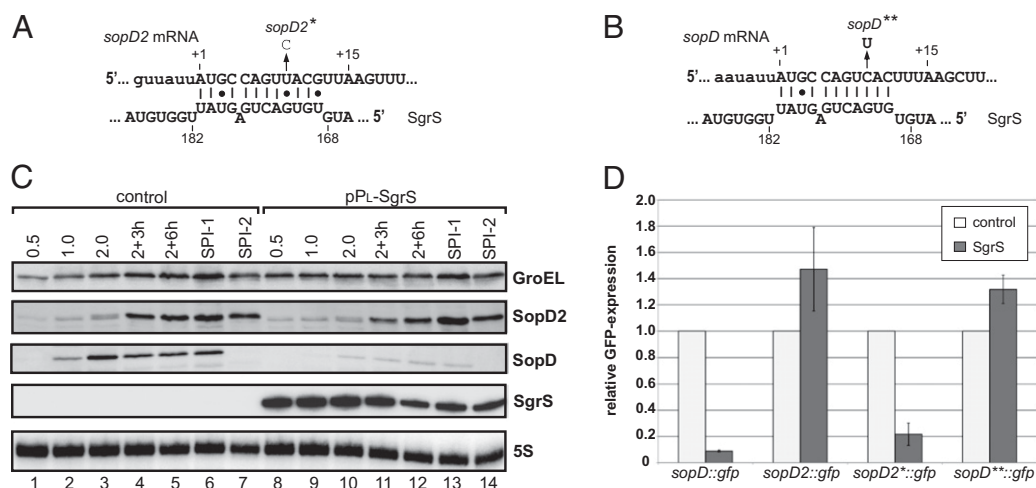 A
sopD2*
C
sopD2 mRNA
+1
+15
5'... guuauuAUGCCAGUUACGUUAAGUUU...
UAUG GUCAGUGU
... AUGUGGU
A
GUA ... 5'
SgrS
182
168
B
sopD**
U
sopD mRNA
+1
+15
5'... aauauuAUGCCAGUCACUUUAAGCUU...
UAUG GUCAGUG
... AUGUGGU
A
UGUA ... 5'
SgrS
182
168
C
control
pPL-SgrS
0.5 1.0 2.0 2+3h 2+6h SPI-1 SPI-2 0.5 1.0 2.0 2+3h 2+6h SPI-1 SPI-2
GroEL
SopD2
SopD
SgrS
5S
1 2 3 4 5 6 7 8 9 10 11 12 13 14
D
relative GFP-expression
2.0
1.8
1.6
1.4
1.2
1.0
0.8
0.6
0.4
0.2
0
control
SgrS
sopD::gfp sopD2::gfp sopD2*::gfp sopD**::gfp